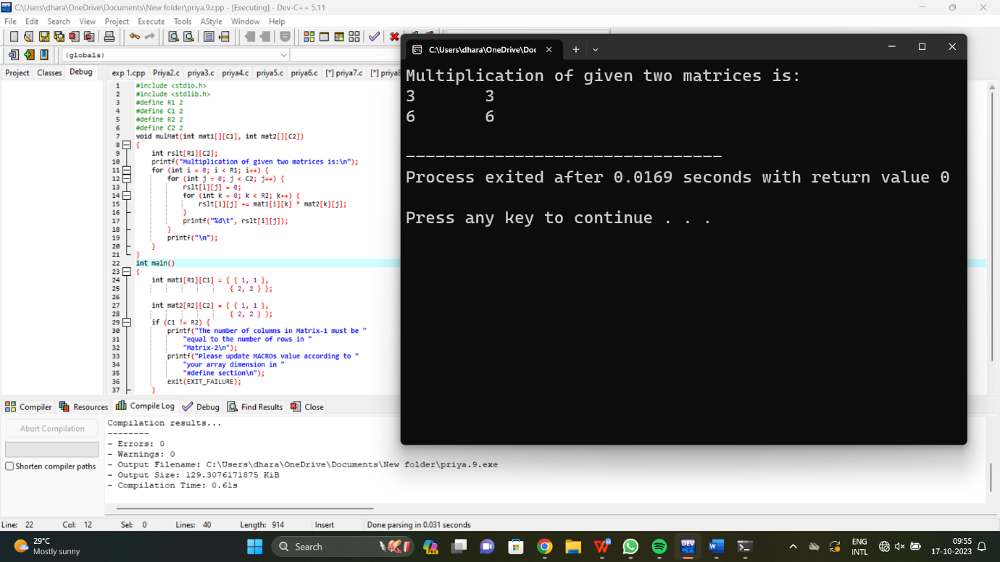 C:\Users\dhara\OneDrive\Documents\New folder\priya.9.cpp - [Executing] - Dev-C++ 5.11
File Edit Search View Project Execute Tools AStyle Window Help
(globals)
Project Classes Debug
exp 1.cpp Priya2.c priya3.c priya4.c priya5.c priya6.c [*] priya7.c [*] priya8
1 #include <stdio.h>
2 #include <stdlib.h>
3 #define R1 2
4 #define C1 2
5 #define R2 2
6 #define C2 2
7 void mulMat(int mat1[][C1], int mat2[][C2])
8 {
9 int rslt[R1][C2];
10 printf("Multiplication of given two matrices is:\n");
11 for (int i = 0; i < R1; i++) {
12 for (int j = 0; j < C2; j++) {
13 rslt[i][j] = 0;
14 for (int k = 0; k < R2; k++) {
15 rslt[i][j] += mat1[i][k] * mat2[k][j];
16 }
17 printf("%d\t", rslt[i][j]);
18 }
19 printf("\n");
20 }
21 }
22 int main()
23 {
24 int mat1[R1][C1] = { { 1, 1 },
25 { 2, 2 } };
26
27 int mat2[R2][C2] = { { 1, 1 },
28 { 2, 2 } };
29 if (C1 != R2) {
30 printf("The number of columns in Matrix-1 must be "
31 "equal to the number of rows in "
32 "Matrix-2\n");
33 printf("Please update MACROs value according to "
34 "your array dimension in "
35 "#define section\n");
36 exit(EXIT_FAILURE);
37 }
C:\Users\dhara\OneDrive\Doc
Multiplication of given two matrices is:
3 3
6 6
--------------------------------
Process exited after 0.0169 seconds with return value 0
Press any key to continue . . .
Compiler Resources Compile Log Debug Find Results Close
Abort Compilation
Shorten compiler paths
Compilation results...
--------
- Errors: 0
- Warnings: 0
- Output Filename: C:\Users\dhara\OneDrive\Documents\New folder\priya.9.exe
- Output Size: 129.3076171875 KiB
- Compilation Time: 0.61s
Line: 22 Col: 12 Sel: 0 Lines: 40 Length: 914 Insert Done parsing in 0.031 seconds
29°C
Mostly sunny
Search
PRE
DEV
ENG
INTL
09:55
17-10-2023